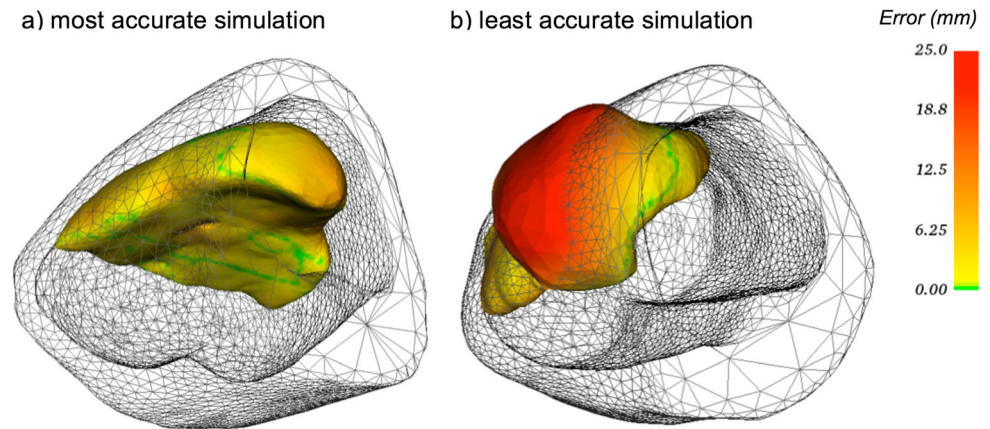 a) most accurate simulation
b) least accurate simulation
Error (mm)
25.0
18.8
12.5
6.25
0.00